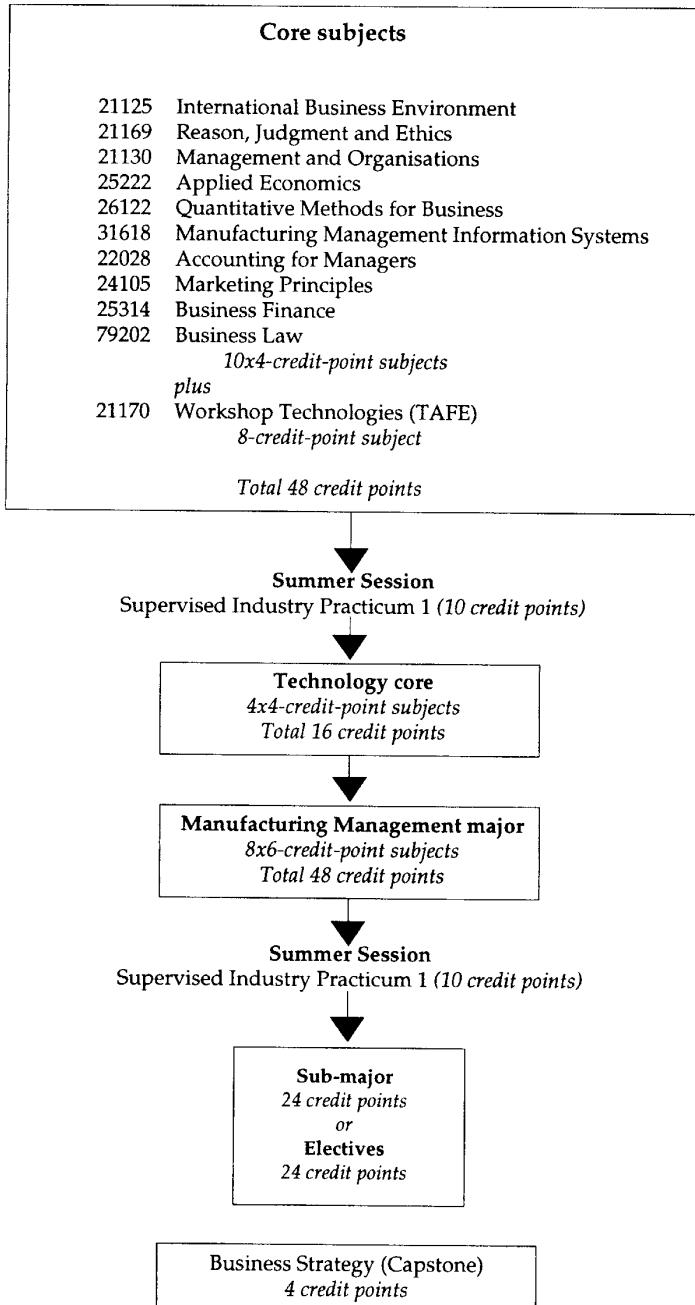 Core subjects
21125 International Business Environment
21169 Reason, Judgment and Ethics
21130 Management and Organisations
25222 Applied Economics
26122 Quantitative Methods for Business
31618 Manufacturing Management Information Systems
22028 Accounting for Managers
24105 Marketing Principles
25314 Business Finance
79202 Business Law
10x4-credit-point subjects
plus
21170 Workshop Technologies (TAFE)
8-credit-point subject
Total 48 credit points
Summer Session
Supervised Industry Practicum 1 (10 credit points)
Technology core
4x4-credit-point subjects
Total 16 credit points
Manufacturing Management major
8x6-credit-point subjects
Total 48 credit points
Summer Session
Supervised Industry Practicum 1 (10 credit points)
Sub-major
24 credit points
or
Electives
24 credit points
Business Strategy (Capstone)
4 credit points